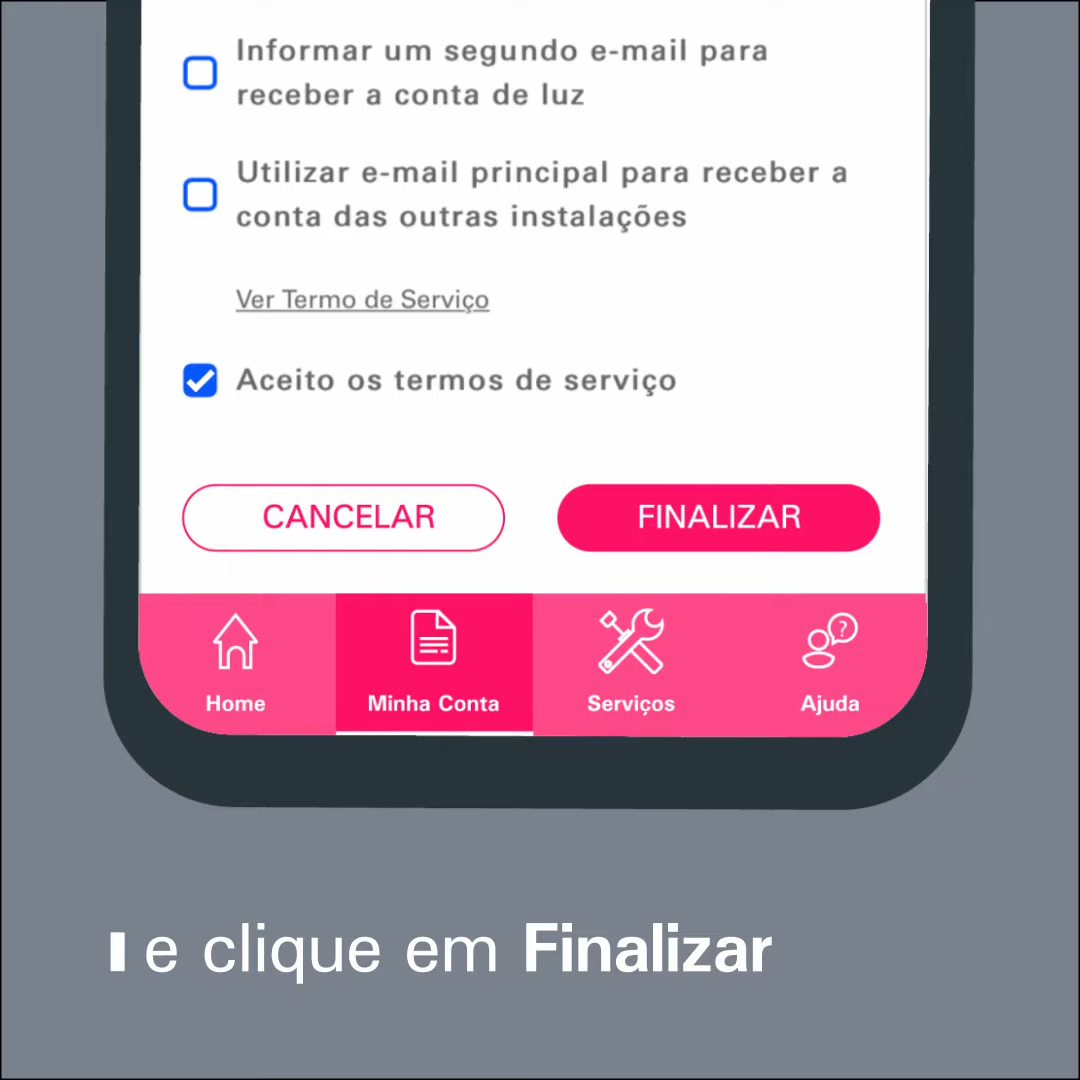 Informar um segundo e-mail para
receber a conta de luz
Utilizar e-mail principal para receber a
conta das outras instalações
Ver Termo de Serviço
Aceito os termos de serviço
CANCELAR
FINALIZAR
Home
Minha Conta
Serviços
Ajuda
e clique em Finalizar